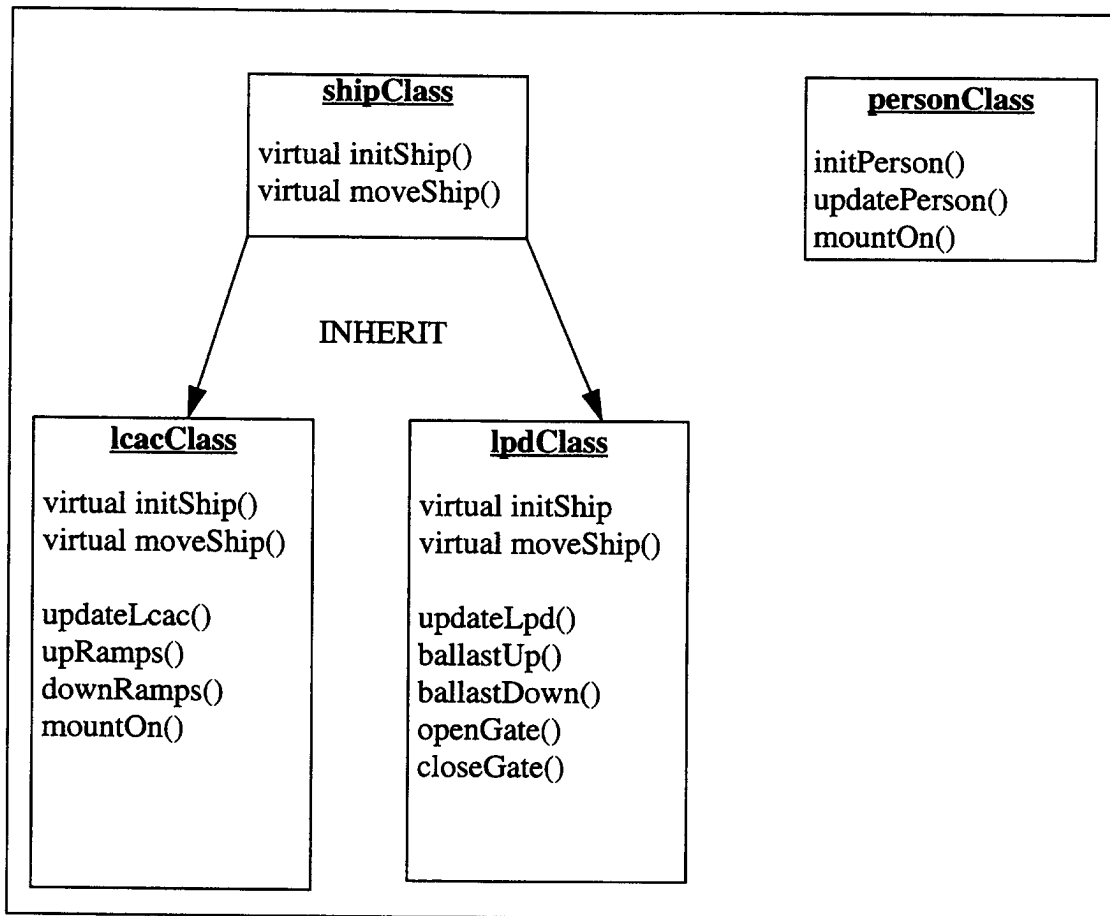 shipClass
virtual initShip()
virtual moveShip()
personClass
initPerson()
updatePerson()
mountOn()
INHERIT
lcacClass
virtual initShip()
virtual moveShip()
updateLcac()
upRamps()
downRamps()
mountOn()
lpdClass
virtual initShip
virtual moveShip()
updateLpd()
ballastUp()
ballastDown()
openGate()
closeGate()